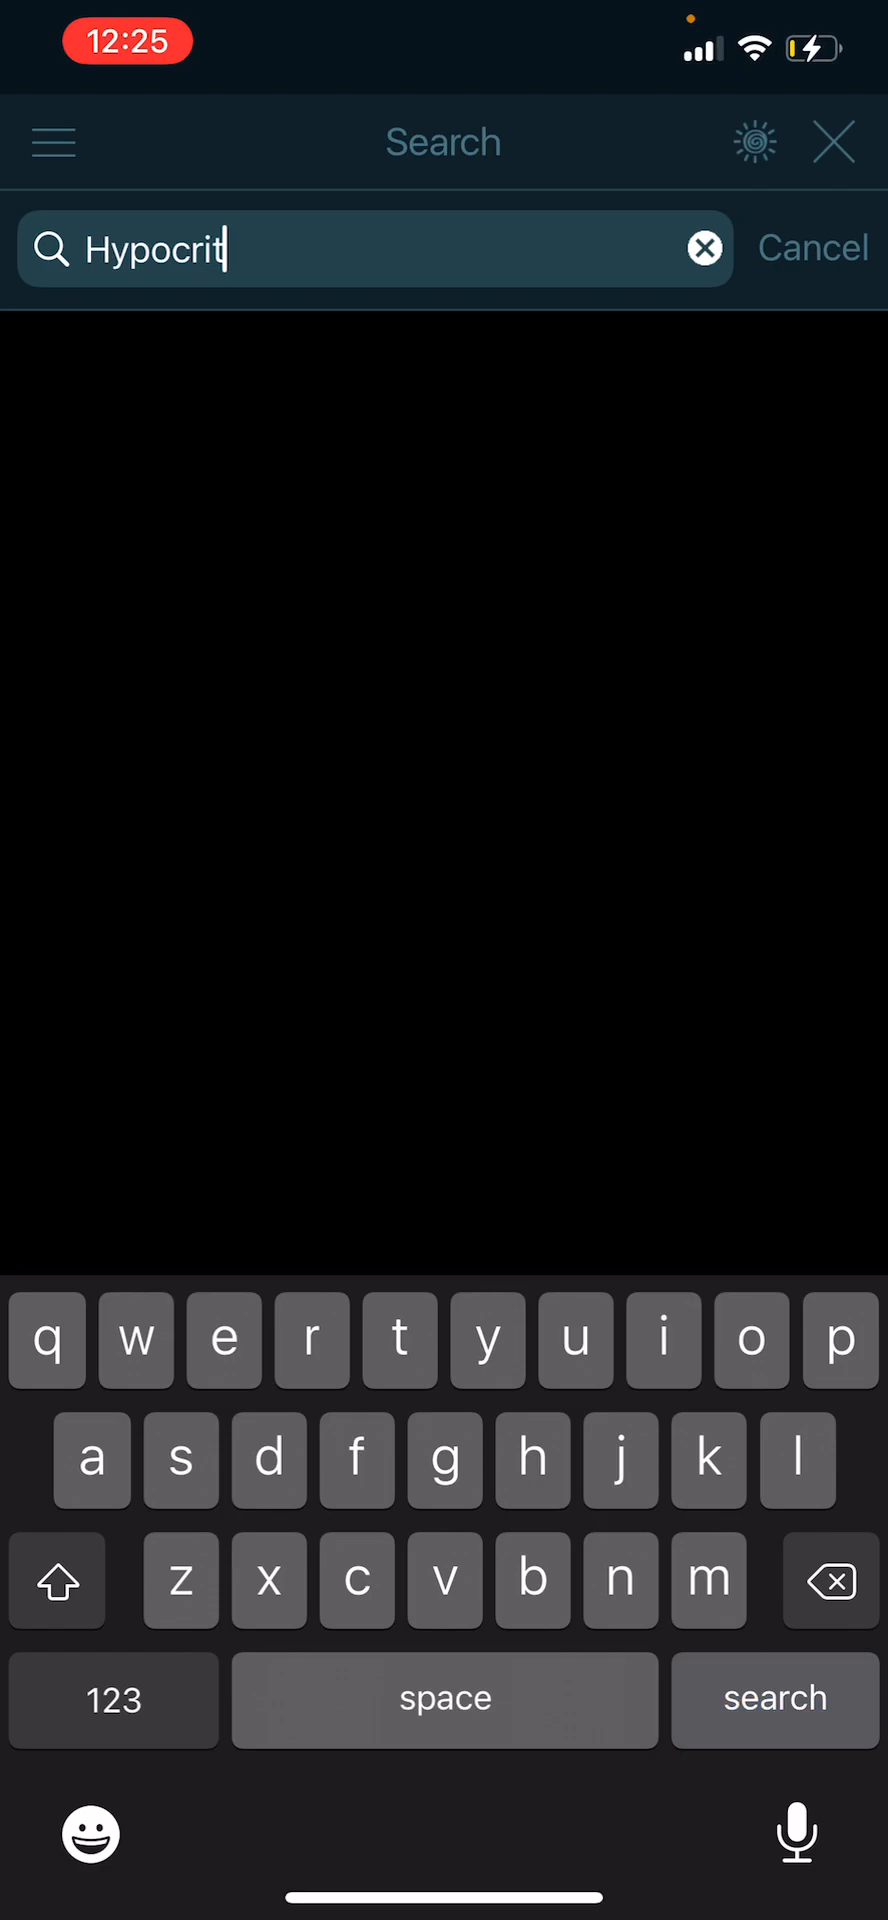 12:25
Search
Hypocrit Cancel
q w e r t y u i o p
a s d f g h j k l
z x c v b n m
123 space search